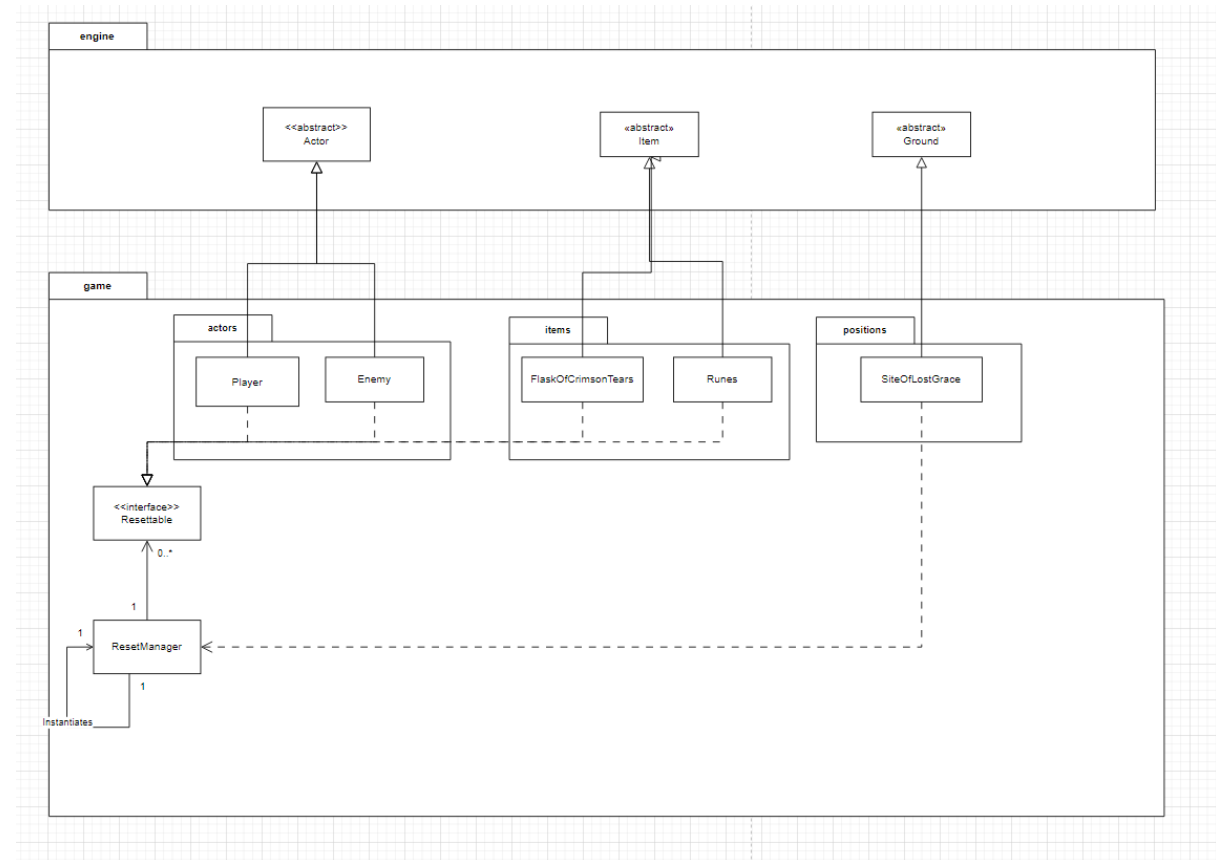 engine
<<abstract>>
Actor
«abstract»
Item
«abstract»
Ground
game
actors
items
positions
Player
Enemy
FlaskOfCrimsonTears
Runes
SiteOfLostGrace
<<interface>>
Resettable
0..*
1
1
ResetManager
1
Instantiates